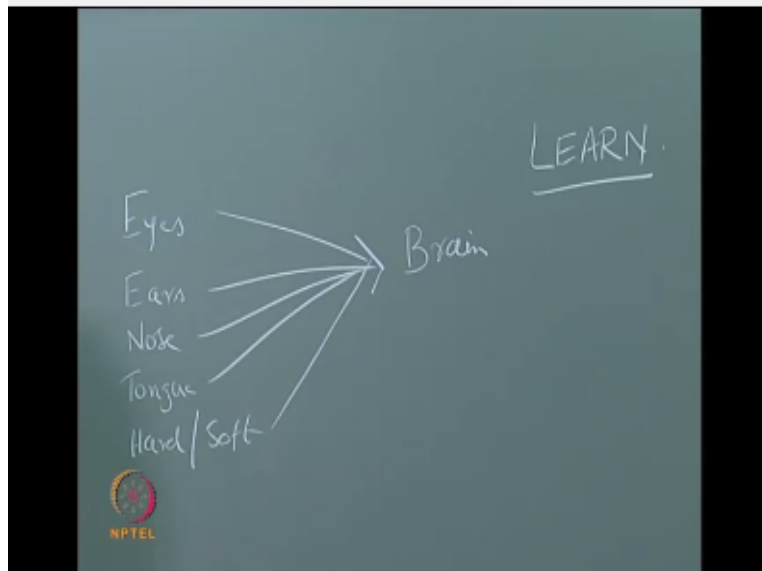 LEARN.
Eyes
Brain
Ears
Nose
Tongue
Hard/Soft
NPTEL